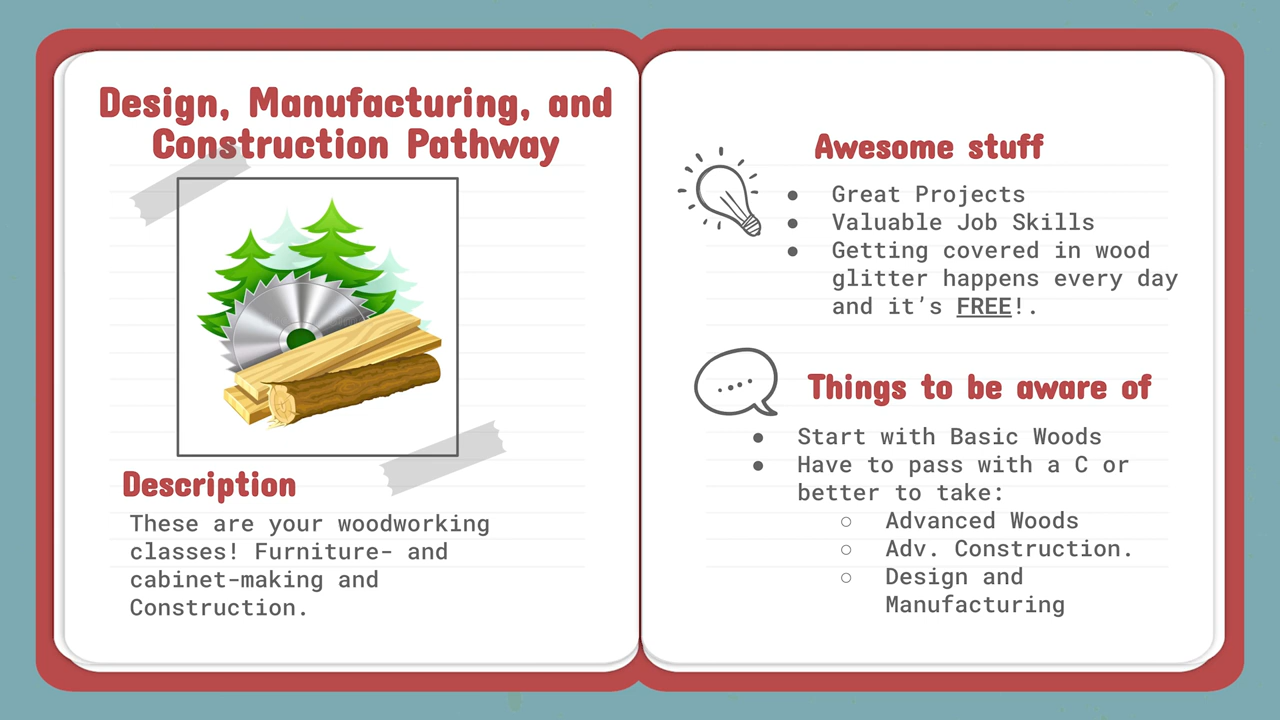 Design, Manufacturing, and
Construction Pathway
Description
These are your woodworking
classes! Furniture- and
cabinet-making and
Construction.
Awesome stuff
● Great Projects
● Valuable Job Skills
● Getting covered in wood
glitter happens every day
and it’s FREE!.
Things to be aware of
● Start with Basic Woods
● Have to pass with a C or
better to take:
○ Advanced Woods
○ Adv. Construction.
○ Design and
Manufacturing